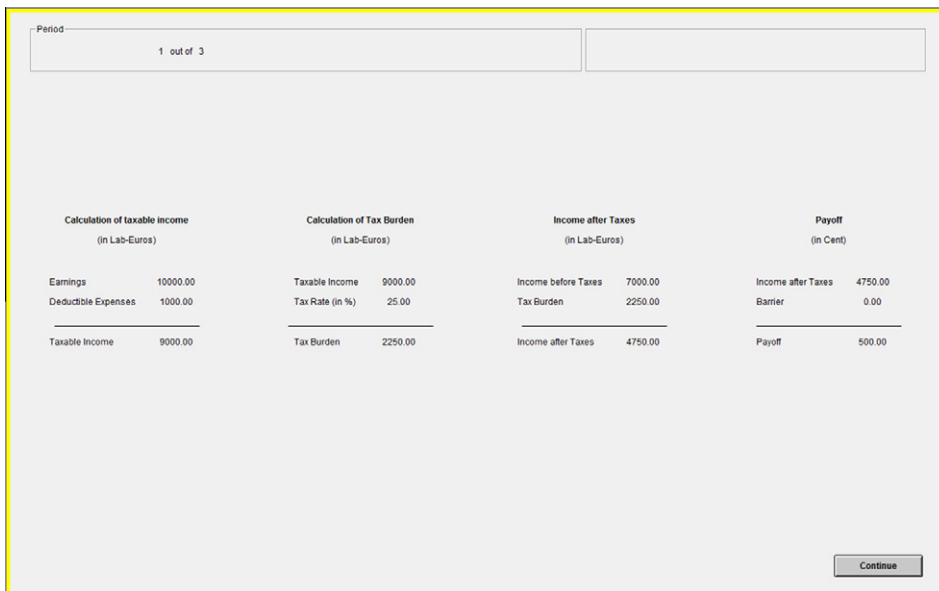 Period
1 out of 3
Calculation of taxable income
(in Lab-Euros)
Earnings 10000.00
Deductible Expenses 1000.00
Taxable Income 9000.00
Calculation of Tax Burden
(in Lab-Euros)
Taxable Income 9000.00
Tax Rate (in %) 25.00
Tax Burden 2250.00
Income after Taxes
(in Lab-Euros)
Income before Taxes 7000.00
Tax Burden 2250.00
Income after Taxes 4750.00
Payoff
(in Cent)
Income after Taxes 4750.00
Barrier 0.00
Payoff 500.00
Continue